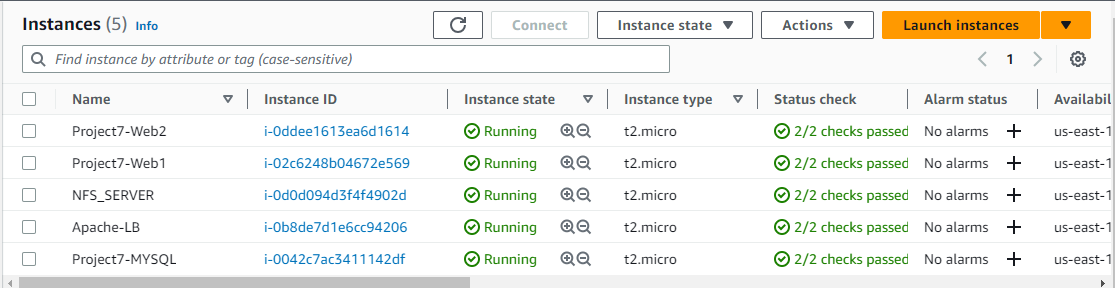 Instances (5) Info Connect Instance state Actions Launch instances
Find instance by attribute or tag (case-sensitive) 1
Name Instance ID Instance state Instance type Status check Alarm status Availabil
Project7-Web2 i-0ddee1613ea6d1614 Running t2.micro 2/2 checks passed No alarms + us-east-1
Project7-Web1 i-02c6248b04672e569 Running t2.micro 2/2 checks passed No alarms + us-east-1
NFS_SERVER i-0d0d094d3f4f4902d Running t2.micro 2/2 checks passed No alarms + us-east-1
Apache-LB i-0b8de7d1e6cc94206 Running t2.micro 2/2 checks passed No alarms + us-east-1
Project7-MYSQL i-0042c7ac3411142df Running t2.micro 2/2 checks passed No alarms + us-east-1